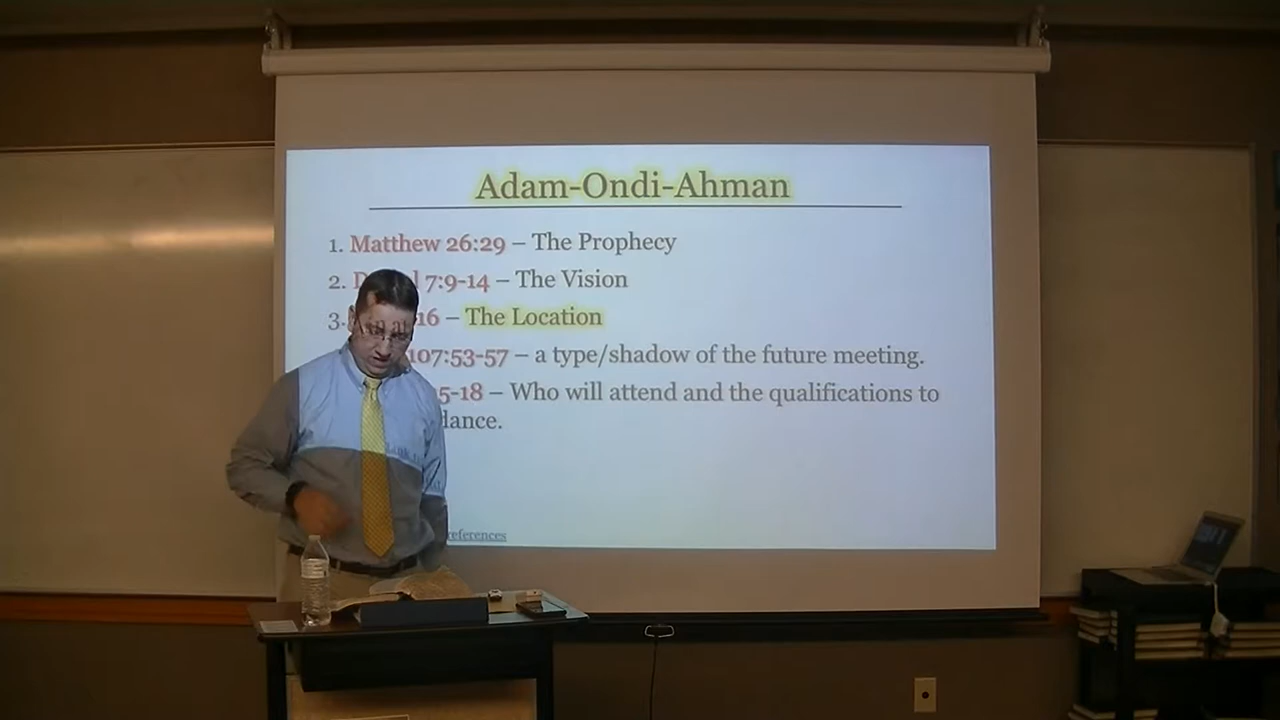 Adam-Ondi-Ahman
1. Matthew 26:29 – The Prophecy
2. 7:9-14 – The Vision
3. 16 – The Location
107:53-57 – a type/shadow of the future meeting.
5-18 – Who will attend and the qualifications to
dance.
references